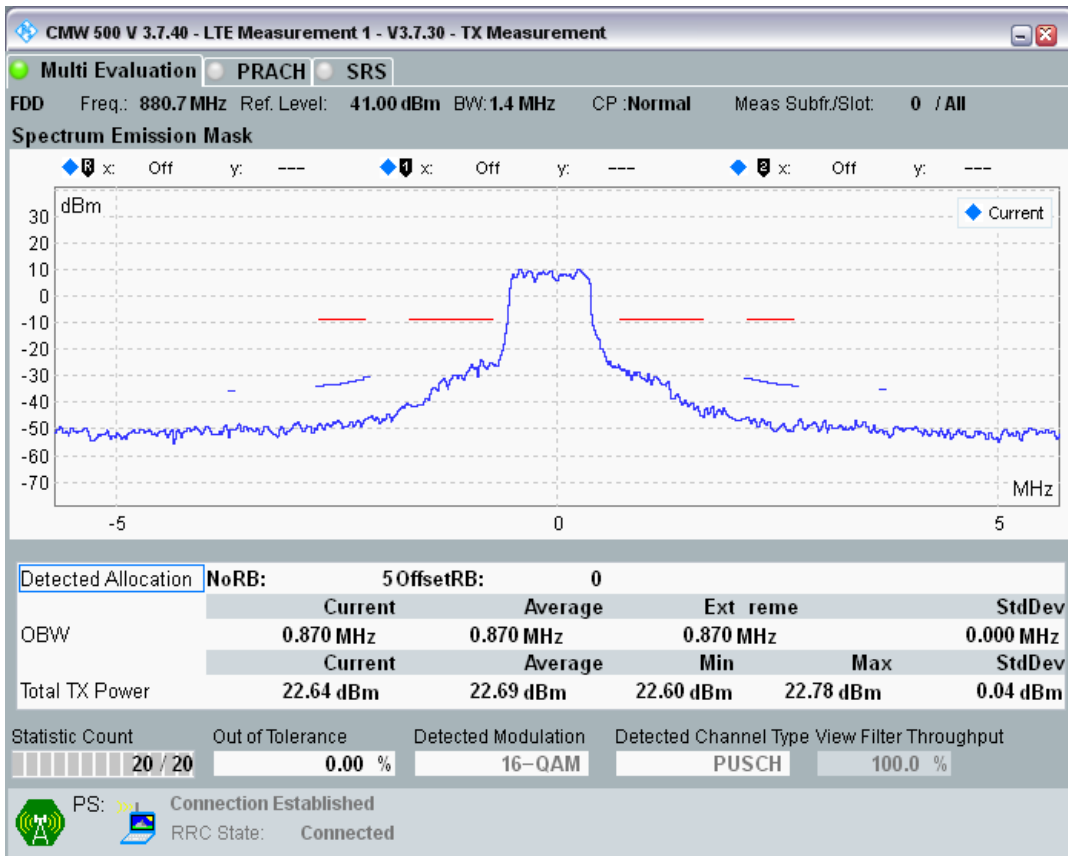 CMW 500 V 3.7.40 - LTE Measurement 1 - V3.7.30 - TX Measurement
Multi Evaluation PRACH SRS
FDD Freq.: 880.7 MHz Ref. Level: 41.00 dBm BW: 1.4 MHz CP :Normal Meas Subfr./Slot: 0 / All
Spectrum Emission Mask
R x: Off y: --- 1 x: Off y: --- 2 x: Off y: ---
dBm
Current
30
20
10
0
-10
-20
-30
-40
-50
-60
-70
MHz
-5 0 5
Detected Allocation NoRB: 5 OffsetRB: 0
Current Average Ext reme StdDev
OBW 0.870 MHz 0.870 MHz 0.870 MHz 0.000 MHz
Current Average Min Max StdDev
Total TX Power 22.64 dBm 22.69 dBm 22.60 dBm 22.78 dBm 0.04 dBm
Statistic Count Out of Tolerance Detected Modulation Detected Channel Type View Filter Throughput
20 / 20 0.00 % 16-QAM PUSCH 100.0 %
PS: Connection Established
RRC State: Connected